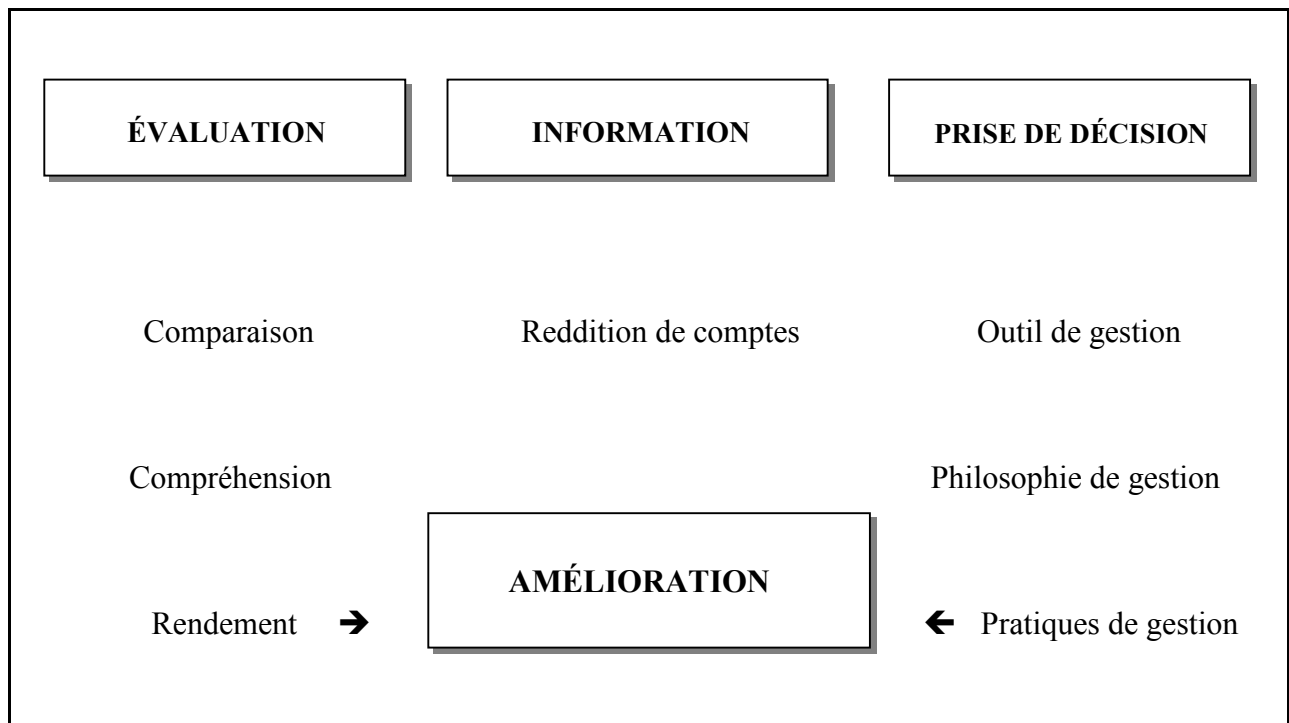 ÉVALUATION INFORMATION PRISE DE DÉCISION
Comparaison Reddition de comptes Outil de gestion
Compréhension Philosophie de gestion
AMÉLIORATION
Rendement ➔ ← Pratiques de gestion